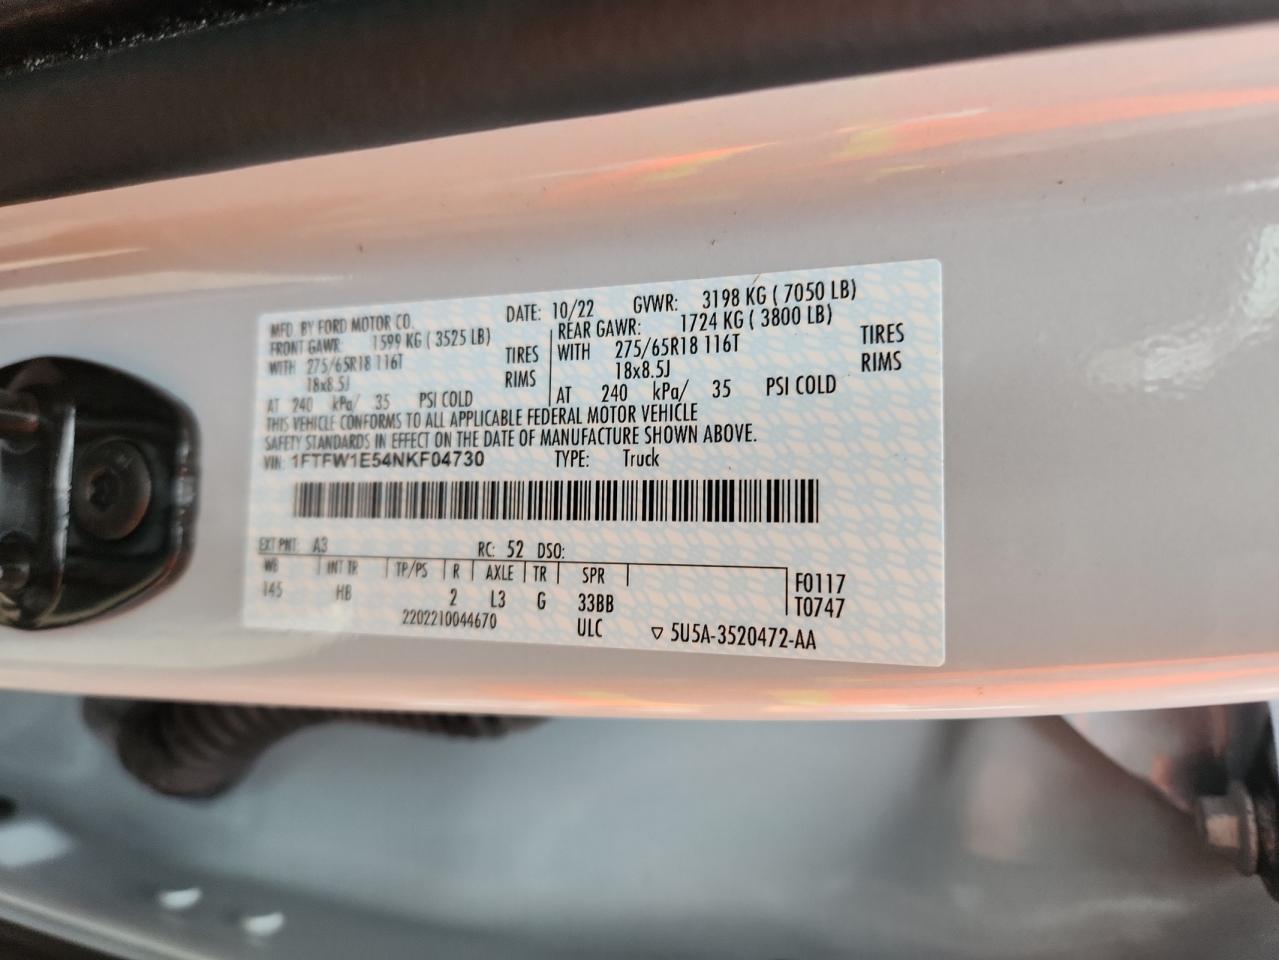 MFD. BY FORD MOTOR CO. DATE: 10/22 GVWR: 3198 KG ( 7050 LB)
FRONT GAWR: 1599 KG ( 3525 LB) REAR GAWR: 1724 KG ( 3800 LB)
WITH 275/65R18 116T TIRES WITH 275/65R18 116T TIRES
18x8.5J RIMS 18x8.5J RIMS
AT 240 kPa/ 35 PSI COLD AT 240 kPa/ 35 PSI COLD
THIS VEHICLE CONFORMS TO ALL APPLICABLE FEDERAL MOTOR VEHICLE
SAFETY STANDARDS IN EFFECT ON THE DATE OF MANUFACTURE SHOWN ABOVE.
VIN: 1FTFW1E54NKF04730 TYPE: Truck
EXT PNT: A3 RC: 52 DSO:
WB INT TR TP/PS R AXLE TR SPR F0117
145 HB 2 L3 G 33BB T0747
2202210044670 ULC ▽ 5U5A-3520472-AA